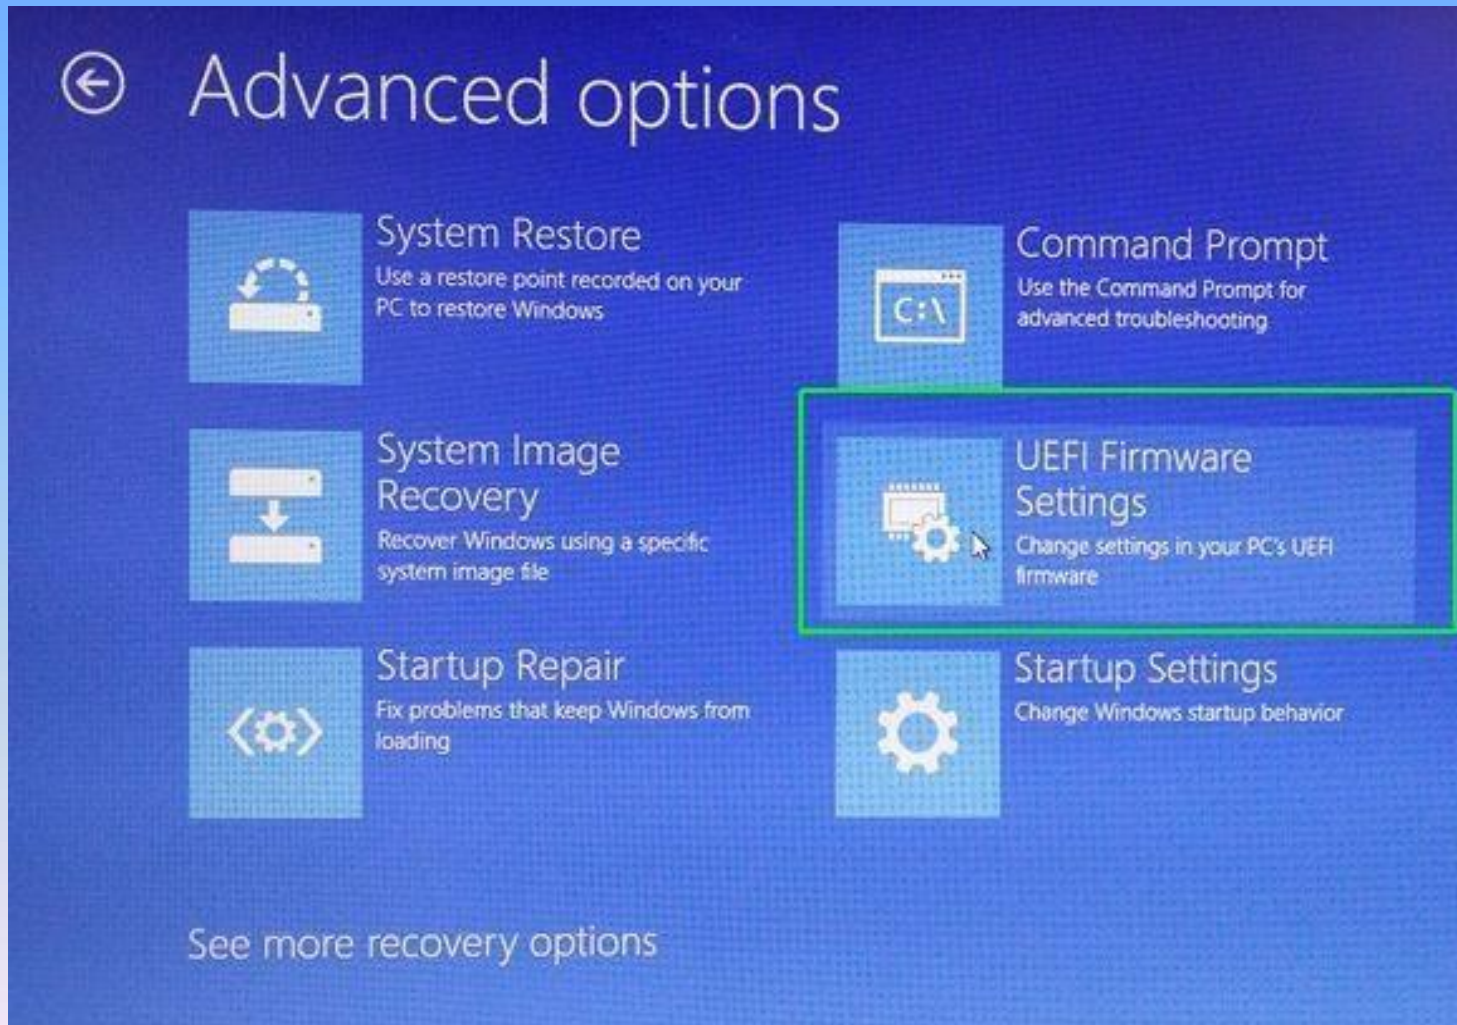 Advanced options
System Restore
Use a restore point recorded on your
PC to restore Windows
Command Prompt
Use the Command Prompt for
advanced troubleshooting
C:\
System Image
Recovery
Recover Windows using a specific
system image file
UEFI Firmware
Settings
Change settings in your PC's UEFI
firmware
Startup Repair
Fix problems that keep Windows from
loading
Startup Settings
Change Windows startup behavior
See more recovery options